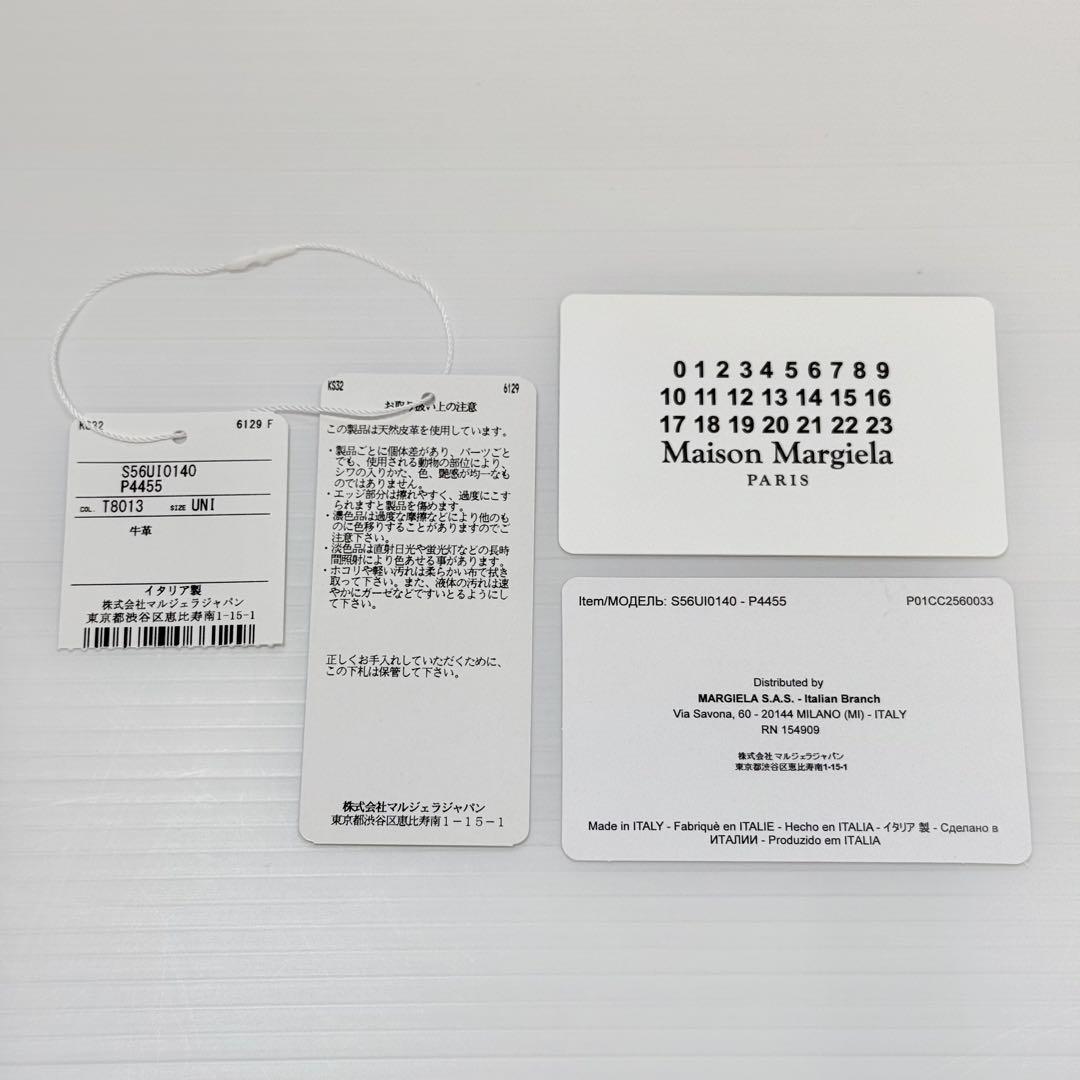 KS32 6129 F
S56UI0140
P4455
COL. T8013 SIZE UNI
牛革
イタリア製
株式会社マルジェラジャパン
東京都渋谷区恵比寿南1-15-1
KS32 6129
お取り扱い上の注意
この製品は天然皮革を使用しています。
・製品ごとに個体差があり、パーツごと
でも、使用される動物の部位により、
シワの入りかた、色、艶感が均一なも
のではありません。
・エッジ部分は擦れやすく、過度にこす
られますと製品を傷めます。
・濃色品は過度な摩擦などにより他のも
のに色移りすることがありますのでご
注意下さい。
・淡色品は直射日光や蛍光灯などの長時
間照射により色あせる事があります。
・ホコリや軽い汚れは柔らかい布で拭き
取って下さい。また、液体の汚れは速
やかにガーゼなどですいとるようにし
て下さい。
正しくお手入れしていただくために、
この下札は保管して下さい。
株式会社マルジェラジャパン
東京都渋谷区恵比寿南1-15-1
0 1 2 3 4 5 6 7 8 9
10 11 12 13 14 15 16
17 18 19 20 21 22 23
Maison Margiela
PARIS
Item/МОДЕЛЬ: S56UI0140 - P4455 P01CC2560033
Distributed by
MARGIELA S.A.S. - Italian Branch
Via Savona, 60 - 20144 MILANO (MI) - ITALY
RN 154909
株式会社 マルジェラジャパン
東京都渋谷区恵比寿南1-15-1
Made in ITALY - Fabriquè en ITALIE - Hecho en ITALIA - イタリア 製 - Сделано в
ИТАЛИИ - Produzido em ITALIA